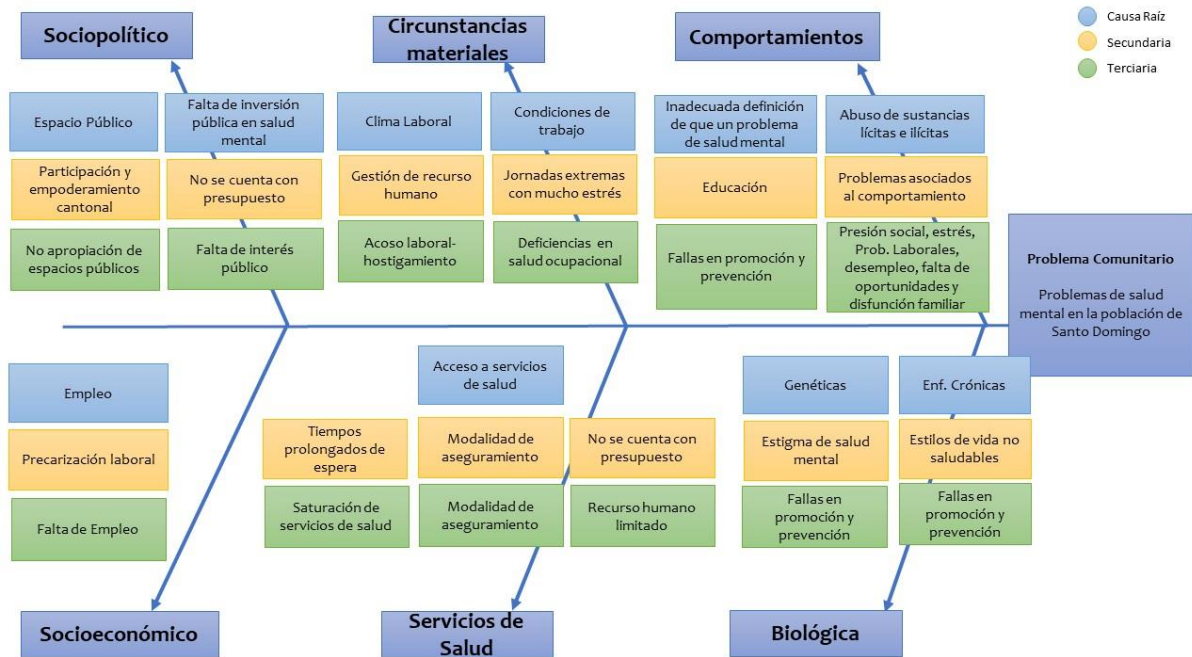 Sociopolítico
Circunstancias
materiales
Comportamientos
Causa Raíz
Secundaria
Terciaria
Espacio Público
Participación y
empoderamiento
cantonal
No apropiación de
espacios públicos
Falta de inversión
pública en salud
mental
No se cuenta con
presupuesto
Falta de interés
público
Clima Laboral
Gestión de recurso
humano
Acoso laboral-
hostigamiento
Condiciones de
trabajo
Jornadas extremas
con mucho estrés
Deficiencias en
salud ocupacional
Inadecuada definición
de que un problema
de salud mental
Educación
Fallas en promoción y
prevención
Abuso de sustancias
lícitas e ilícitas
Problemas asociados
al comportamiento
Presión social, estrés,
Prob. Laborales,
desempleo, falta de
oportunidades y
disfunción familiar
Problema Comunitario
Problemas de salud
mental en la población de
Santo Domingo
Empleo
Precarización laboral
Falta de Empleo
Acceso a servicios
de salud
Tiempos
prolongados de
espera
Saturación de
servicios de salud
Modalidad de
aseguramiento
Modalidad de
aseguramiento
No se cuenta con
presupuesto
Recurso humano
limitado
Genéticas
Estigma de salud
mental
Fallas en
promoción y
prevención
Enf. Crónicas
Estilos de vida no
saludables
Fallas en
promoción y
prevención
Socioeconómico
Servicios de
Salud
Biológica